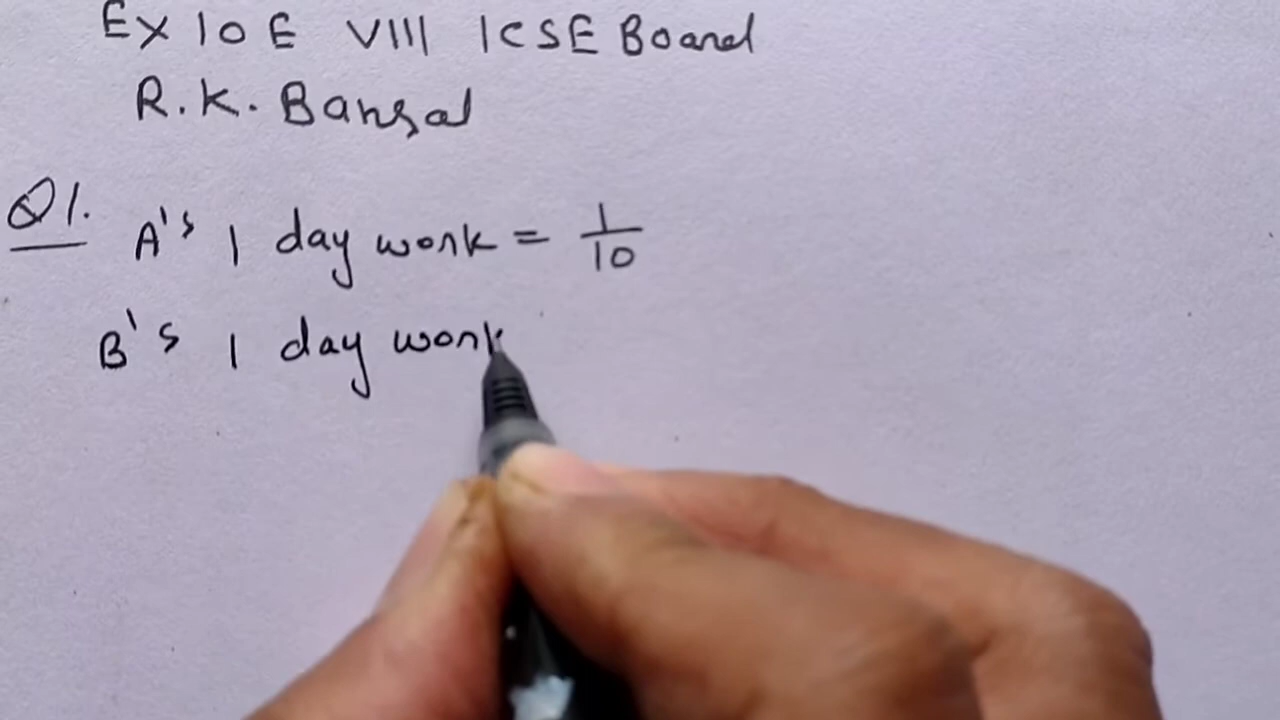 Ex 10 E VIII ICSE Board
R.K. Bansal
Q1. A's 1 day work = 1/10
B's 1 day work